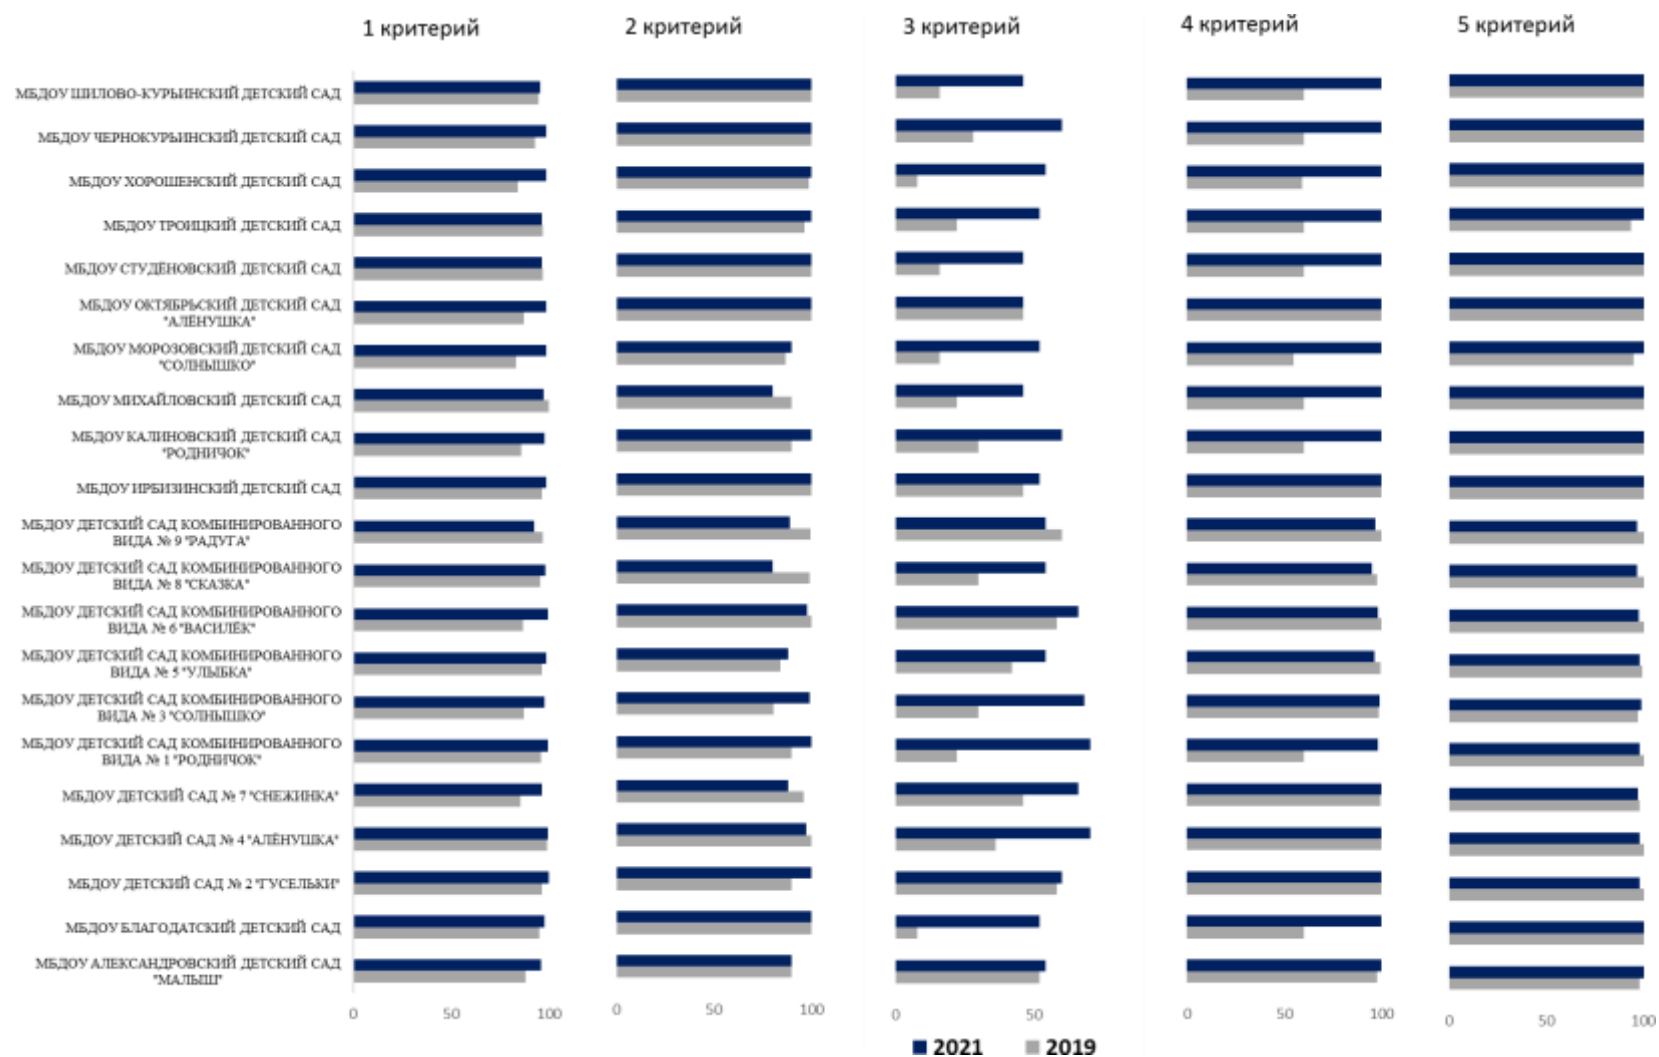 1 критерий
2 критерий
3 критерий
4 критерий
5 критерий
МБДОУ ШИЛОВО-КУРЬИНСКИЙ ДЕТСКИЙ САД
МБДОУ ЧЕРНОКУРЬИНСКИЙ ДЕТСКИЙ САД
МБДОУ ХОРОШЕНСКИЙ ДЕТСКИЙ САД
МБДОУ ТРОИЦКИЙ ДЕТСКИЙ САД
МБДОУ СТУДЁНОВСКИЙ ДЕТСКИЙ САД
МБДОУ ОКТЯБРЬСКИЙ ДЕТСКИЙ САД
"АЛЁНУШКА"
МБДОУ МОРОЗОВСКИЙ ДЕТСКИЙ САД
"СОЛНЫШКО"
МБДОУ МИХАЙЛОВСКИЙ ДЕТСКИЙ САД
МБДОУ КАЛИНОВСКИЙ ДЕТСКИЙ САД
"РОДНИЧОК"
МБДОУ ИРБИЗИНСКИЙ ДЕТСКИЙ САД
МБДОУ ДЕТСКИЙ САД КОМБИНИРОВАННОГО
ВИДА № 9 "РАДУГА"
МБДОУ ДЕТСКИЙ САД КОМБИНИРОВАННОГО
ВИДА № 8 "СКАЗКА"
МБДОУ ДЕТСКИЙ САД КОМБИНИРОВАННОГО
ВИДА № 6 "ВАСИЛЁК"
МБДОУ ДЕТСКИЙ САД КОМБИНИРОВАННОГО
ВИДА № 5 "УЛЫБКА"
МБДОУ ДЕТСКИЙ САД КОМБИНИРОВАННОГО
ВИДА № 3 "СОЛНЫШКО"
МБДОУ ДЕТСКИЙ САД КОМБИНИРОВАННОГО
ВИДА № 1 "РОДНИЧОК"
МБДОУ ДЕТСКИЙ САД № 7 "СНЕЖИНКА"
МБДОУ ДЕТСКИЙ САД № 4 "АЛЁНУШКА"
МБДОУ ДЕТСКИЙ САД № 2 "ГУСЕЛЬКИ"
МБДОУ БЛАГОДАТСКИЙ ДЕТСКИЙ САД
МБДОУ АЛЕКСАНДРОВСКИЙ ДЕТСКИЙ САД
"МАЛЫШ"
0 50 100
0 50 100
0 50
0 50 100
0 50 100
2021 2019